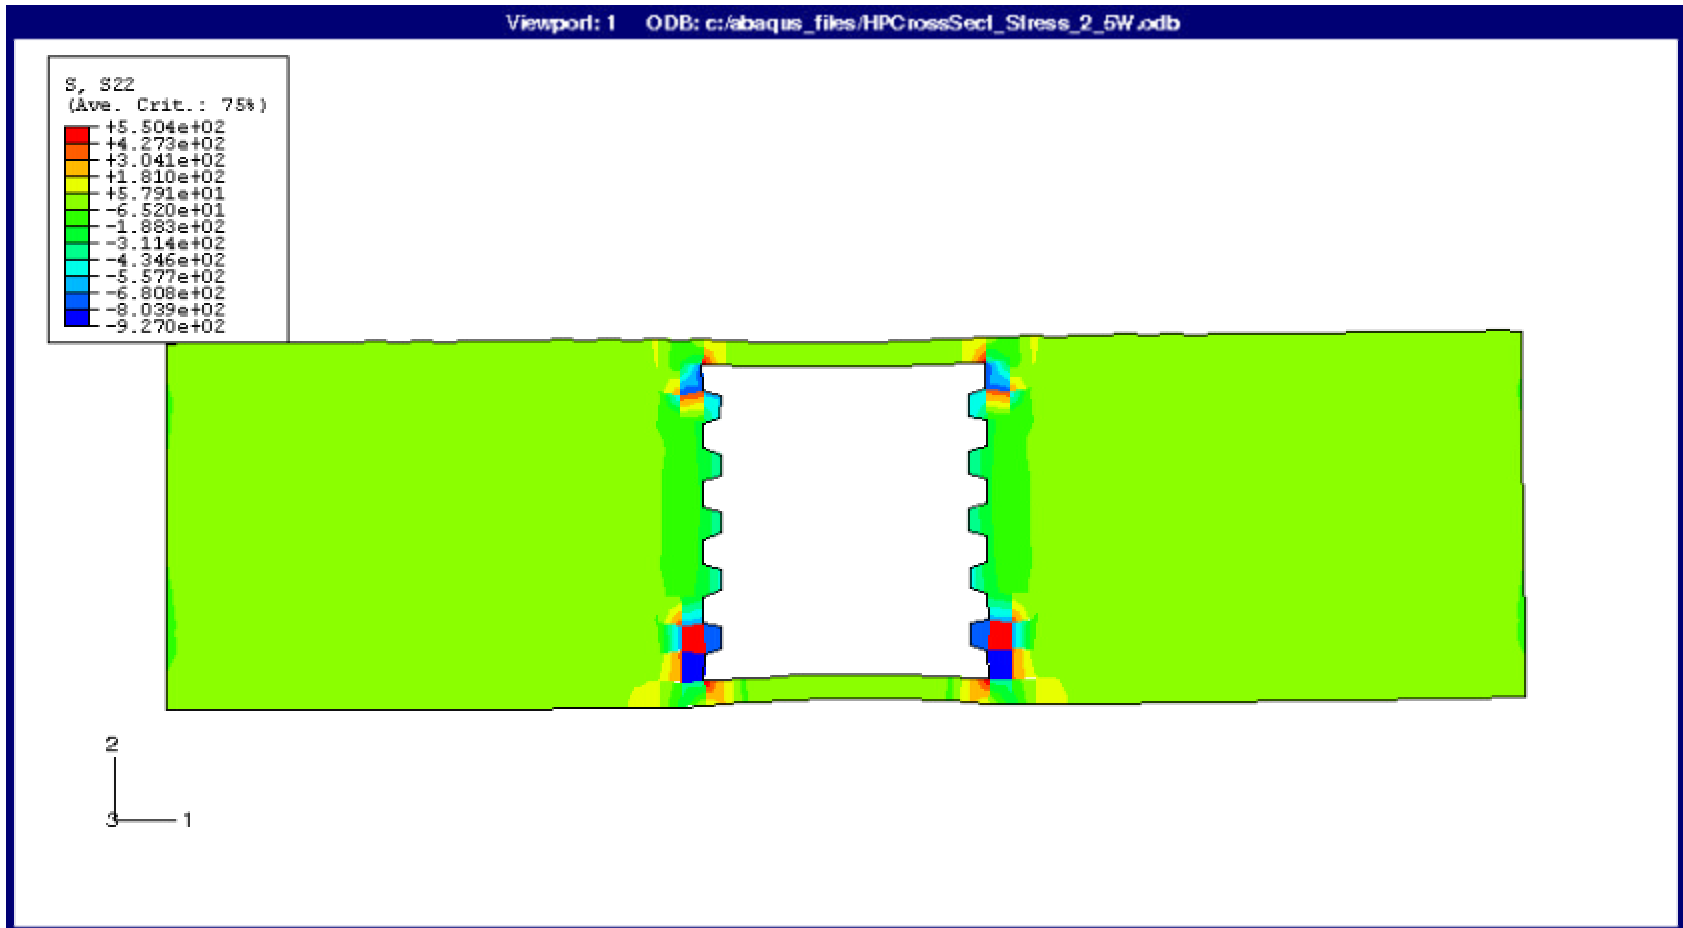 Viewport: 1 ODB: c:/abaqus_files/HPCrossSect_Stress_2_5W.odb
S, S22
(Ave. Crit.: 75%)
+5.504e+02
+4.273e+02
+3.041e+02
+1.810e+02
+5.791e+01
-6.520e+01
-1.883e+02
-3.114e+02
-4.346e+02
-5.577e+02
-6.808e+02
-8.039e+02
-9.270e+02
2
3 1